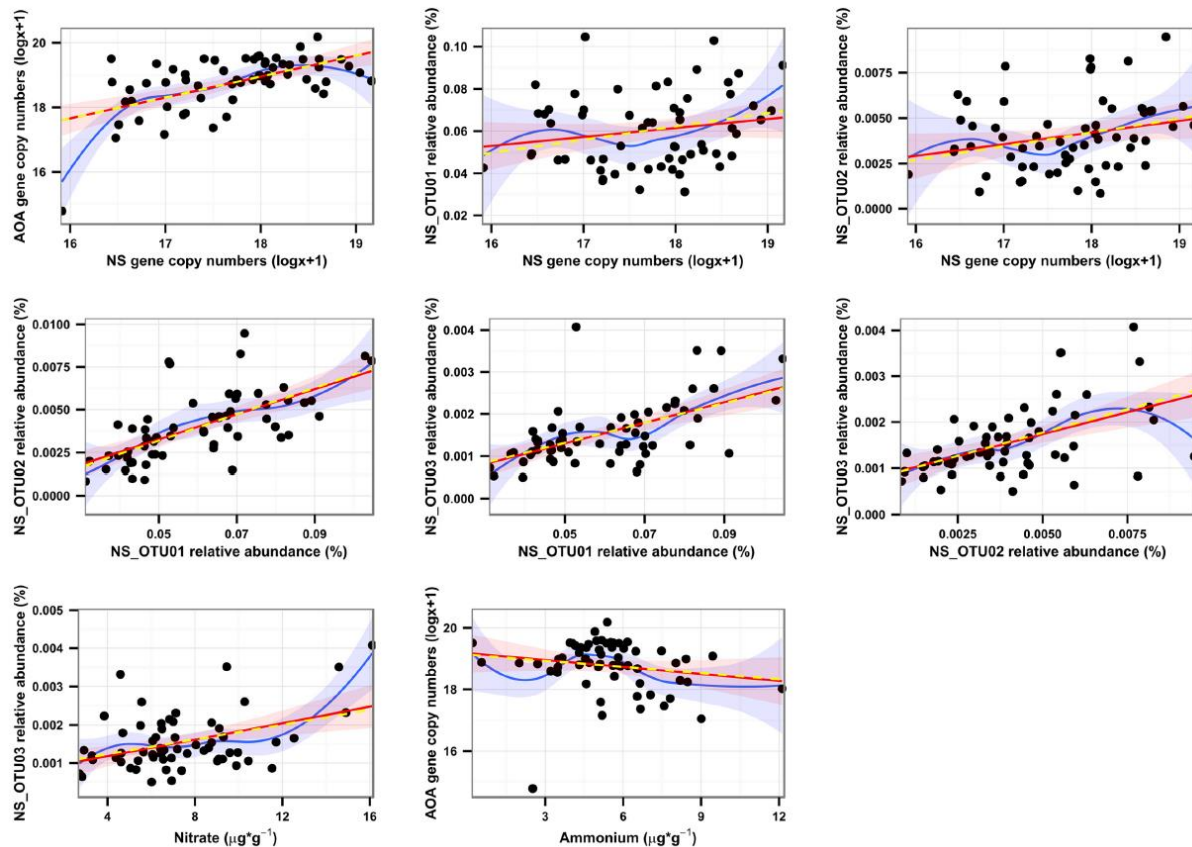 AOA gene copy numbers (logx+1)
20
18
16
16 17 18 19
NS gene copy numbers (logx+1)
NS_OTU01 relative abundance (%)
0.10
0.08
0.06
0.04
0.02
16 17 18 19
NS gene copy numbers (logx+1)
NS_OTU02 relative abundance (%)
0.0075
0.0050
0.0025
0.0000
16 17 18 19
NS gene copy numbers (logx+1)
NS_OTU02 relative abundance (%)
0.0100
0.0075
0.0050
0.0025
0.0000
0.05 0.07 0.09
NS_OTU01 relative abundance (%)
NS_OTU03 relative abundance (%)
0.004
0.003
0.002
0.001
0.000
0.05 0.07 0.09
NS_OTU01 relative abundance (%)
NS_OTU03 relative abundance (%)
0.004
0.003
0.002
0.001
0.000
0.0025 0.0050 0.0075
NS_OTU02 relative abundance (%)
NS_OTU03 relative abundance (%)
0.005
0.004
0.003
0.002
0.001
4 8 12 16
Nitrate (µg*g⁻¹)
AOA gene copy numbers (logx+1)
20
18
16
3 6 9 12
Ammonium (µg*g⁻¹)